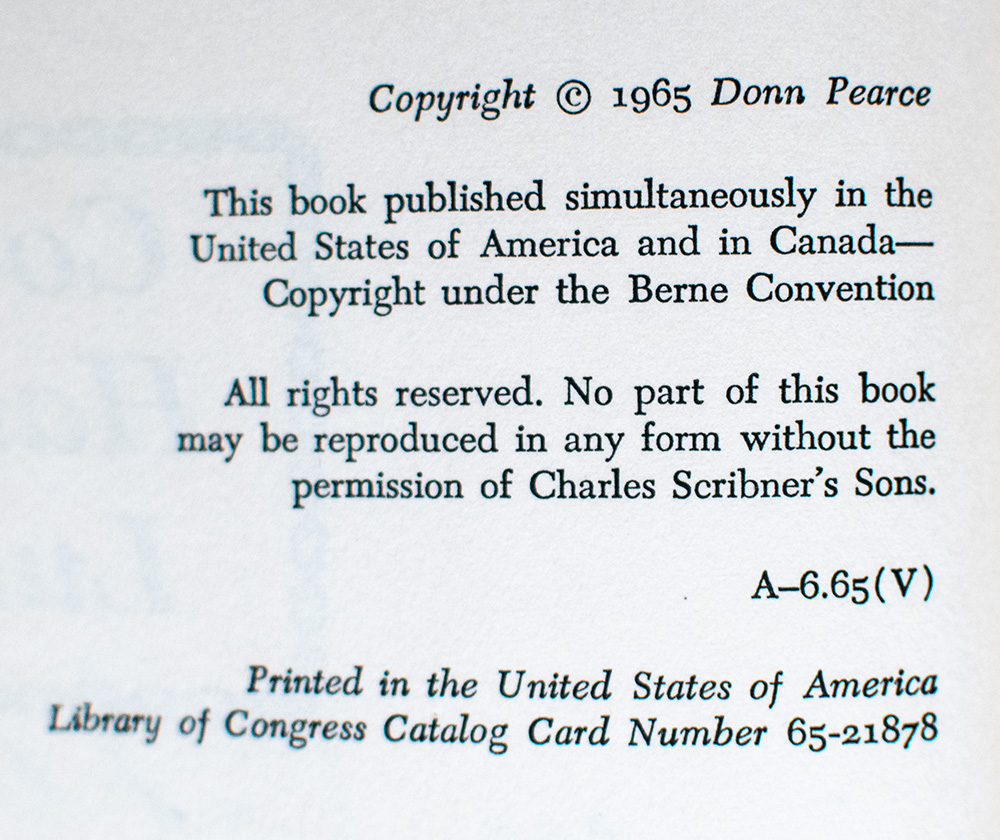 Copyright © 1965 Donn Pearce
This book published simultaneously in the
United States of America and in Canada—
Copyright under the Berne Convention
All rights reserved. No part of this book
may be reproduced in any form without the
permission of Charles Scribner's Sons.
A–6.65(V)
Printed in the United States of America
Library of Congress Catalog Card Number 65-21878